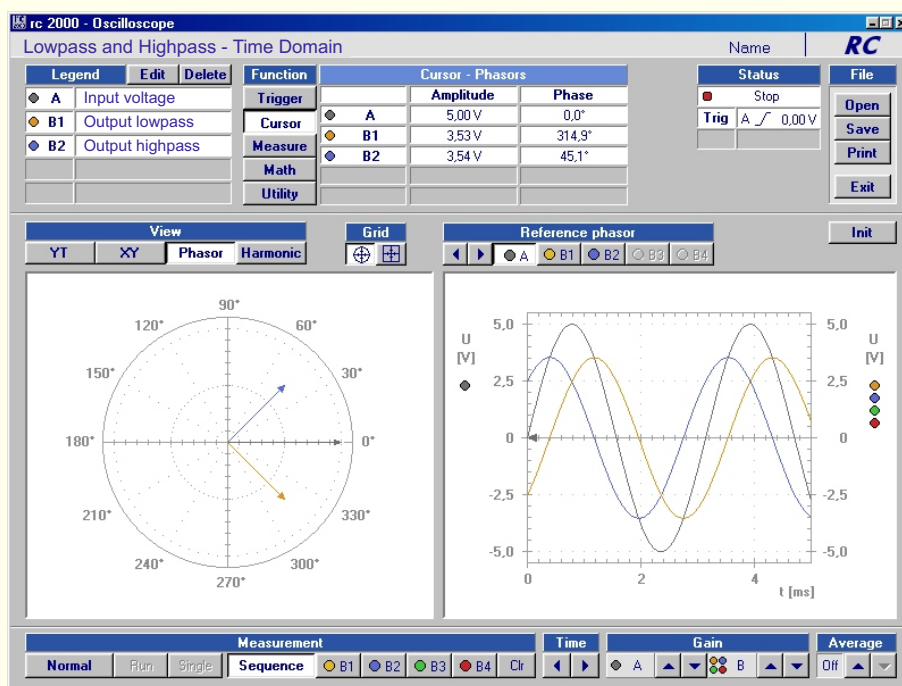 rc 2000 - Oscilloscope
Lowpass and Highpass - Time Domain Name RC
Legend Edit Delete Function Cursor - Phasors Status File
A Input voltage Trigger Amplitude Phase Stop Open
B1 Output lowpass Cursor A 5,00 V 0,0° Trig A 0,00 V Save
B2 Output highpass Measure B1 3,53 V 314,9° Print
Math B2 3,54 V 45,1°
Utility Exit
View Grid Reference phasor Init
YT XY Phasor Harmonic A B1 B2 B3 B4
90°
120° 60°
150° 30°
180° 0°
210° 330°
240° 300°
270°
U [V] 5,0 5,0 U [V]
2,5 2,5
0 0
-2,5 -2,5
-5,0 -5,0
0 2 4
t [ms]
Measurement Time Gain Average
Normal Run Single Sequence B1 B2 B3 B4 Clr A B Off